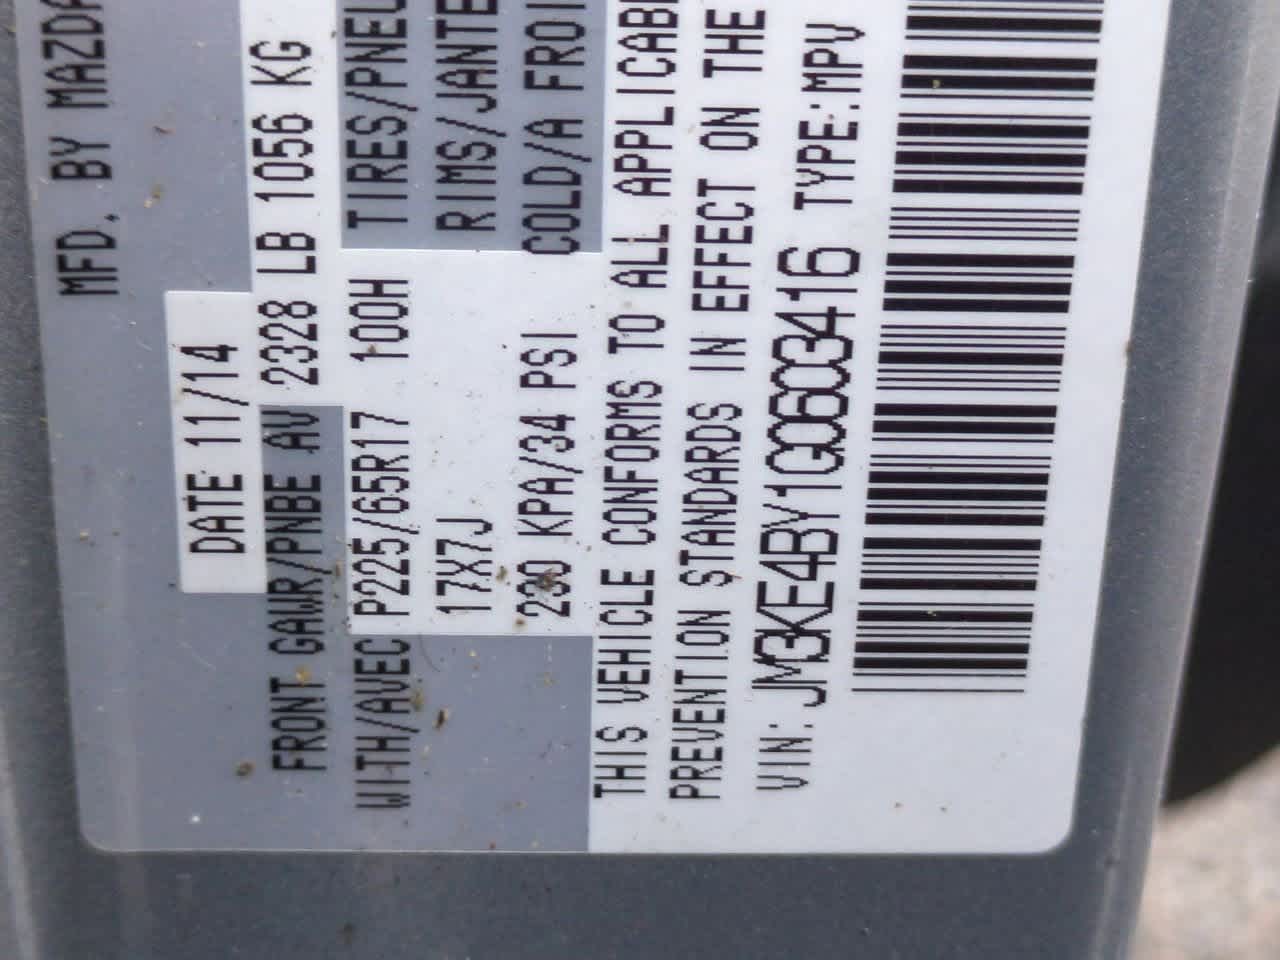 MFD. BY MAZDA
DATE 11/14
FRONT GAWR/PNBE AV 2328 LB 1056 KG
WITH/AVEC P225/65R17 100H TIRES/PNEU
17X7J RIMS/JANTE
230 KPA/34 PSI COLD/A FROI
THIS VEHICLE CONFORMS TO ALL APPLICABL
PREVENTION STANDARDS IN EFFECT ON THE
VIN: JM3KE4BY1G0603416 TYPE:MPV